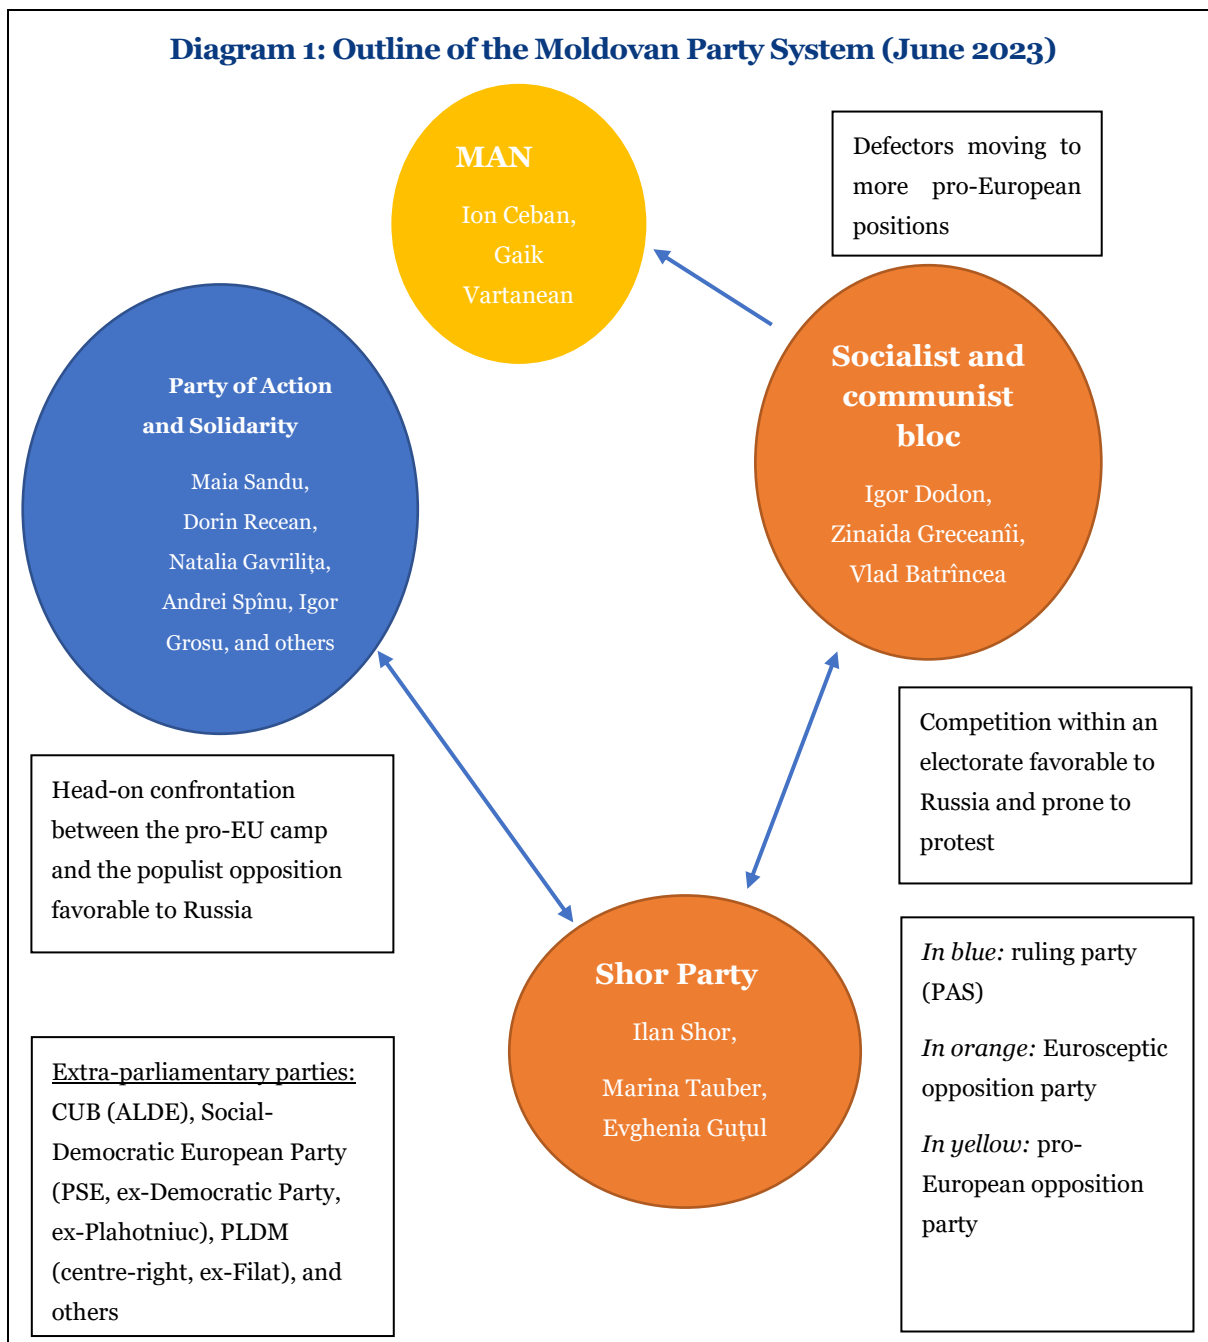 Diagram 1: Outline of the Moldovan Party System (June 2023)
MAN
Ion Ceban,
Gaik
Vartanean
Defectors moving to
more pro-European
positions
Party of Action
and Solidarity
Maia Sandu,
Dorin Recean,
Natalia Gavrilița,
Andrei Spînu, Igor
Grosu, and others
Socialist and
communist
bloc
Igor Dodon,
Zinaida Greceanîi,
Vlad Batrîncea
Head-on confrontation
between the pro-EU camp
and the populist opposition
favorable to Russia
Competition within an
electorate favorable to
Russia and prone to
protest
Shor Party
Ilan Shor,
Marina Tauber,
Evghenia Guțul
Extra-parliamentary parties:
CUB (ALDE), Social-
Democratic European Party
(PSE, ex-Democratic Party,
ex-Plahotniuc), PLDM
(centre-right, ex-Filat), and
others
In blue: ruling party
(PAS)
In orange: Eurosceptic
opposition party
In yellow: pro-
European opposition
party